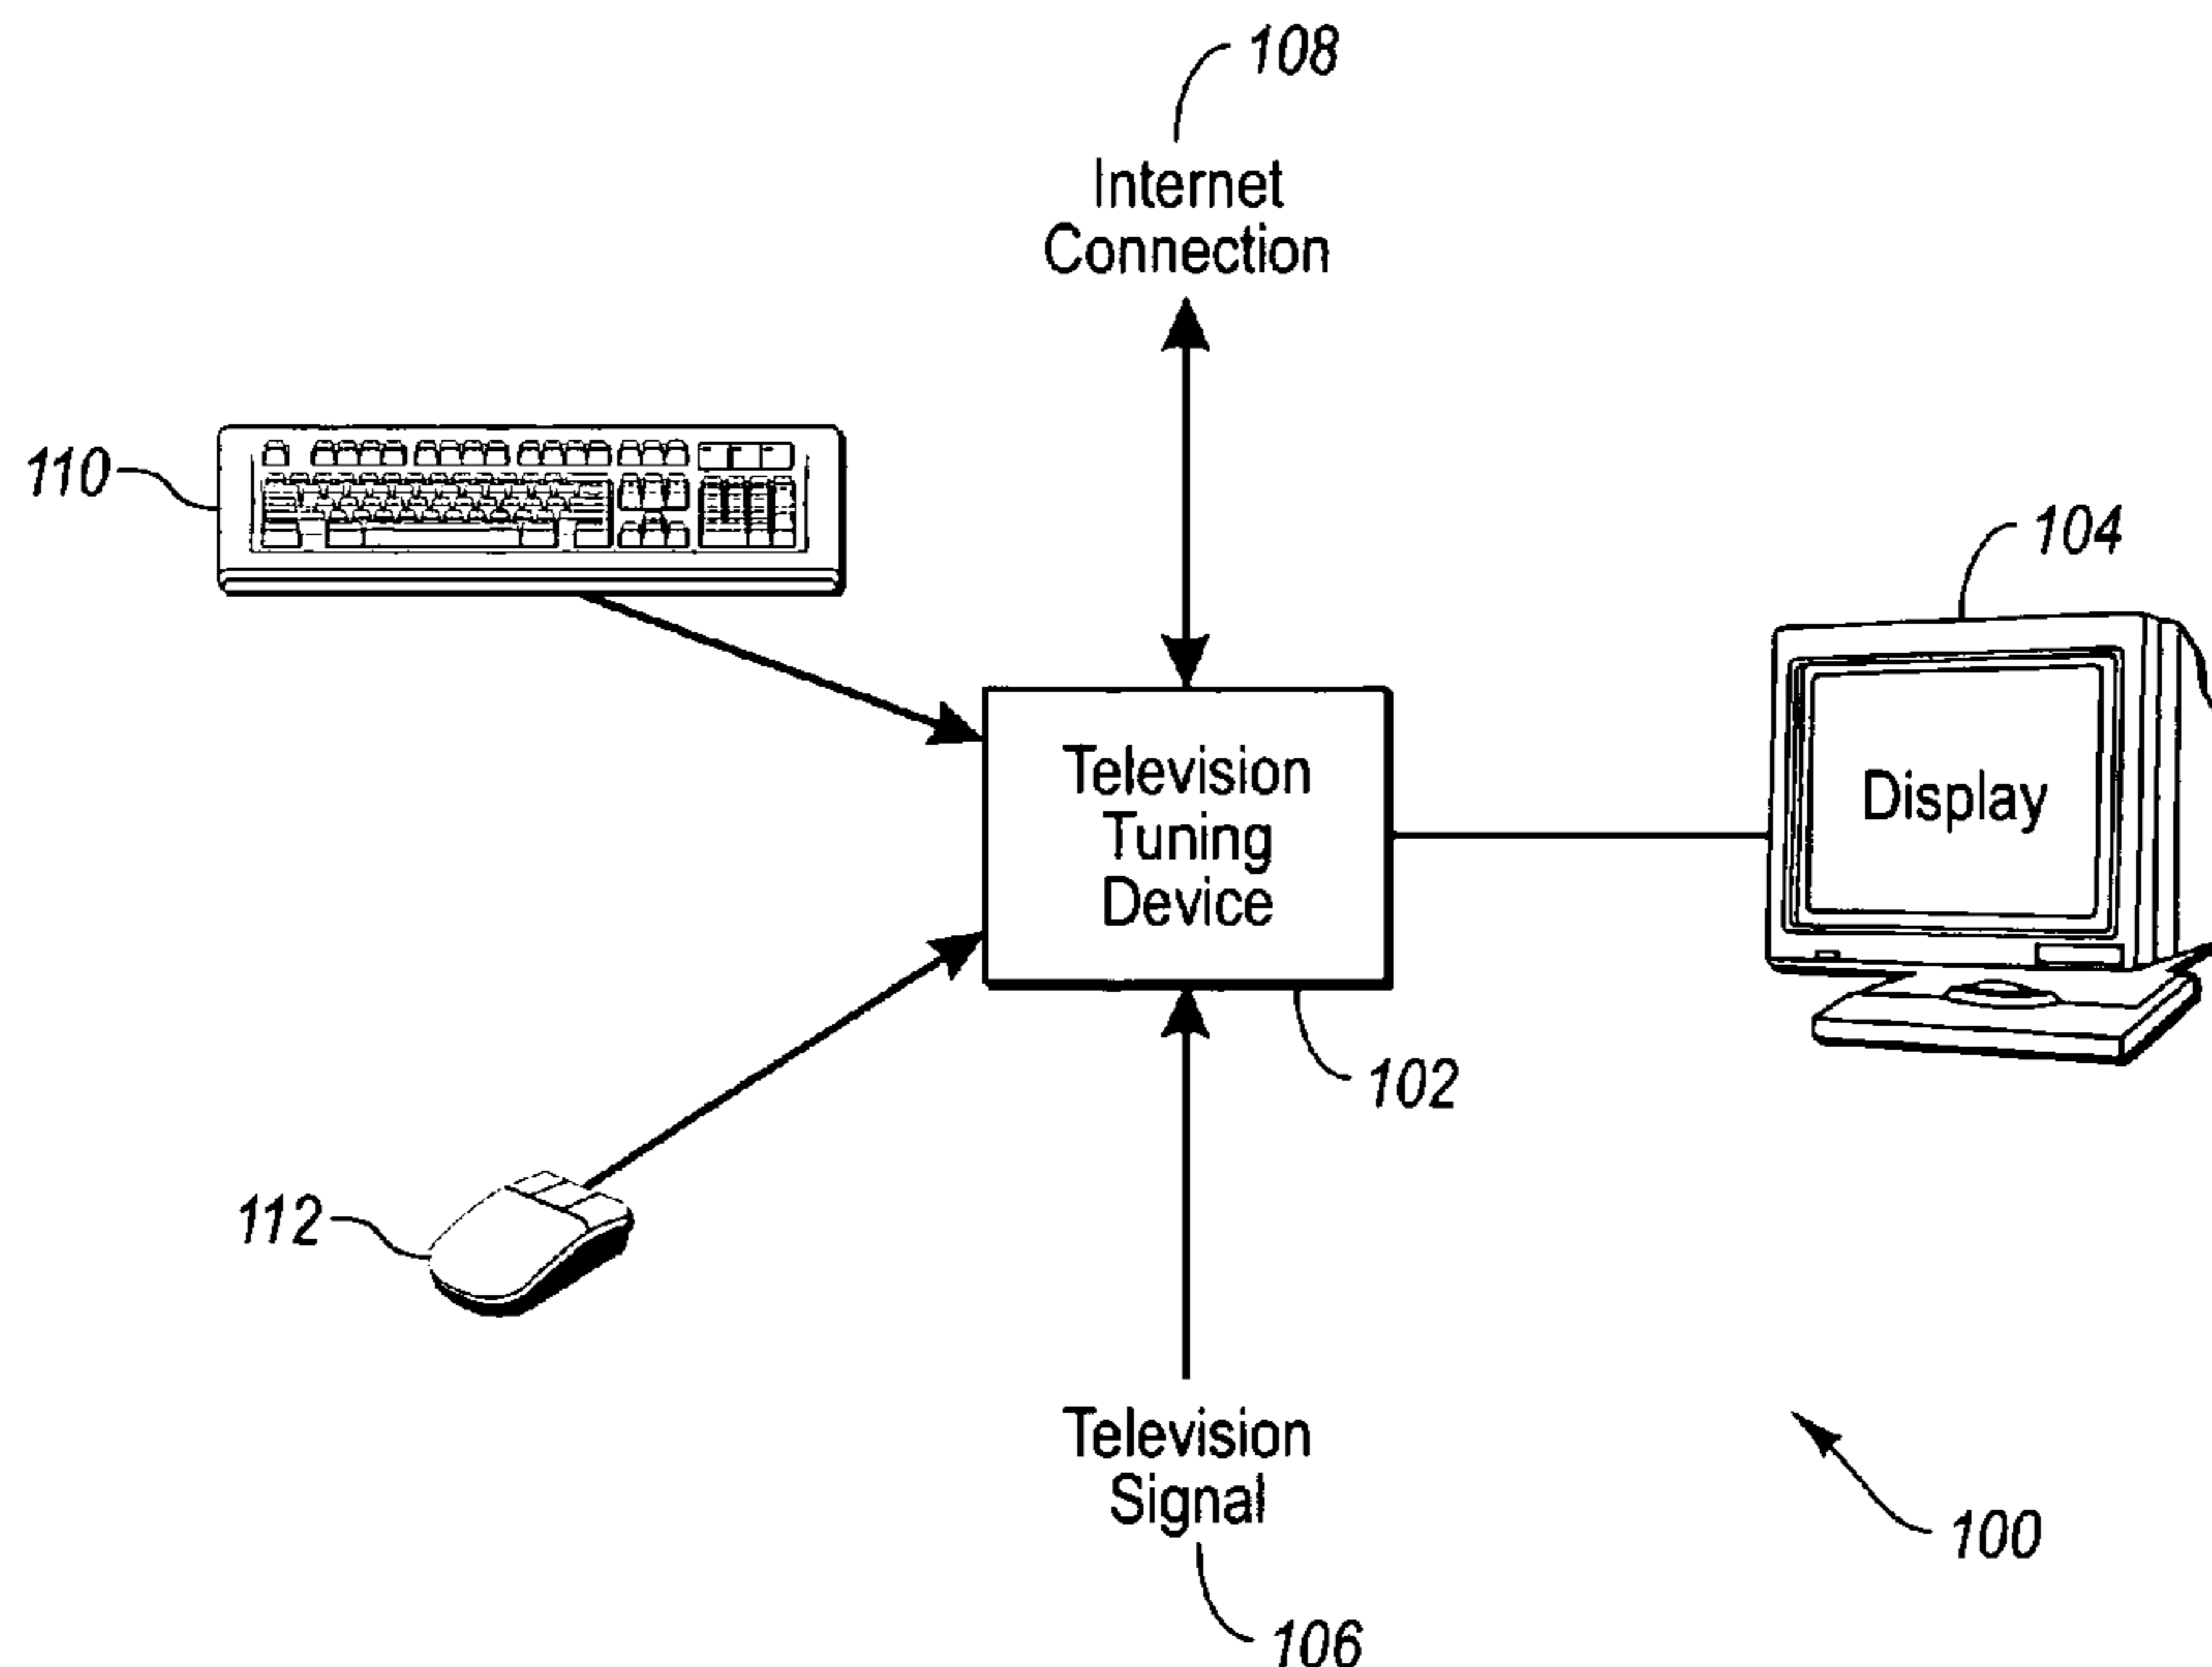 108
Internet
Connection
110
104
Television
Tuning
Device
Display
102
112
Television
Signal
100
106